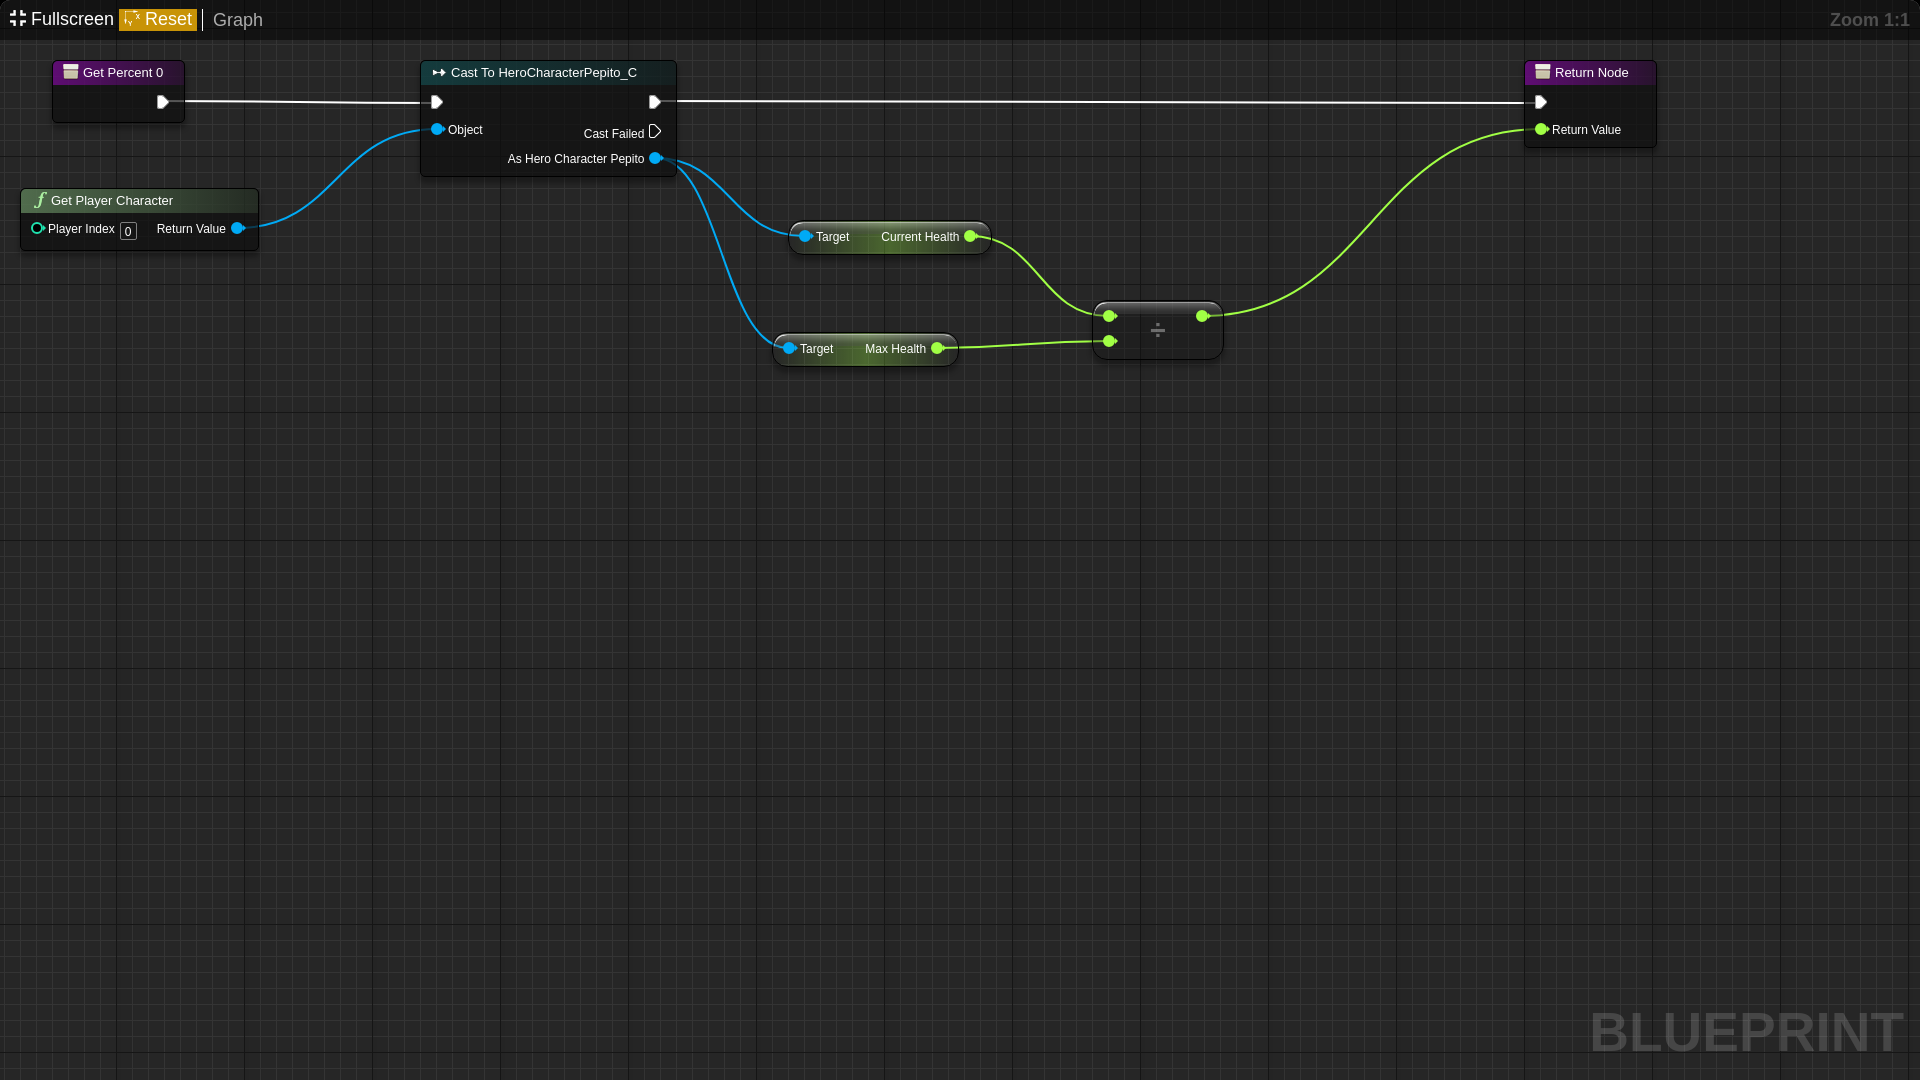 Fullscreen Reset Graph Zoom 1:1
Get Percent 0
Cast To HeroCharacterPepito_C
Object
Cast Failed
As Hero Character Pepito
Return Node
Return Value
Get Player Character
Player Index 0 Return Value
Target Current Health
Target Max Health
÷
BLUEPRINT